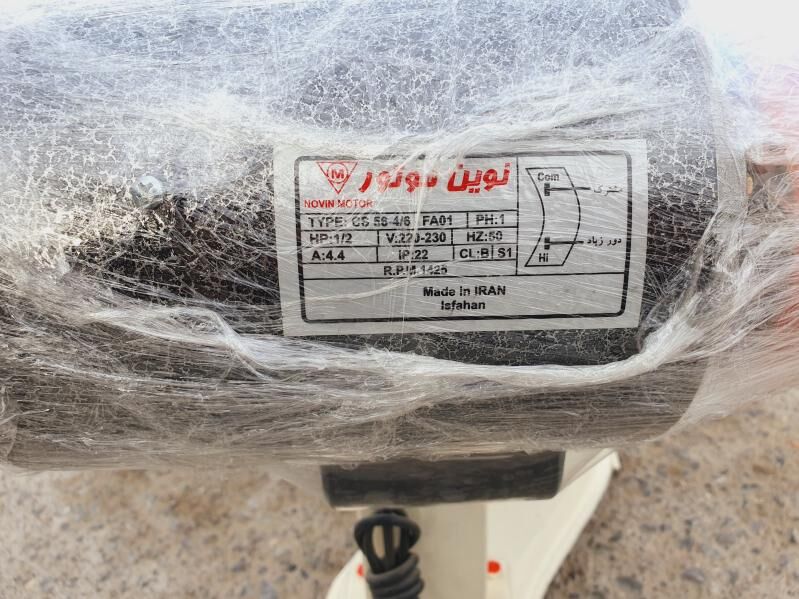 نوین موتور
M
NOVIN MOTOR
TYPE: CS 56-4/6 FA01 PH:1
HP:1/2 V:220-230 HZ:50
A:4.4 IP:22 CL:B S1
R.P.M 1425
Com مشترک
Hi دور زیاد
Made In IRAN
Isfahan